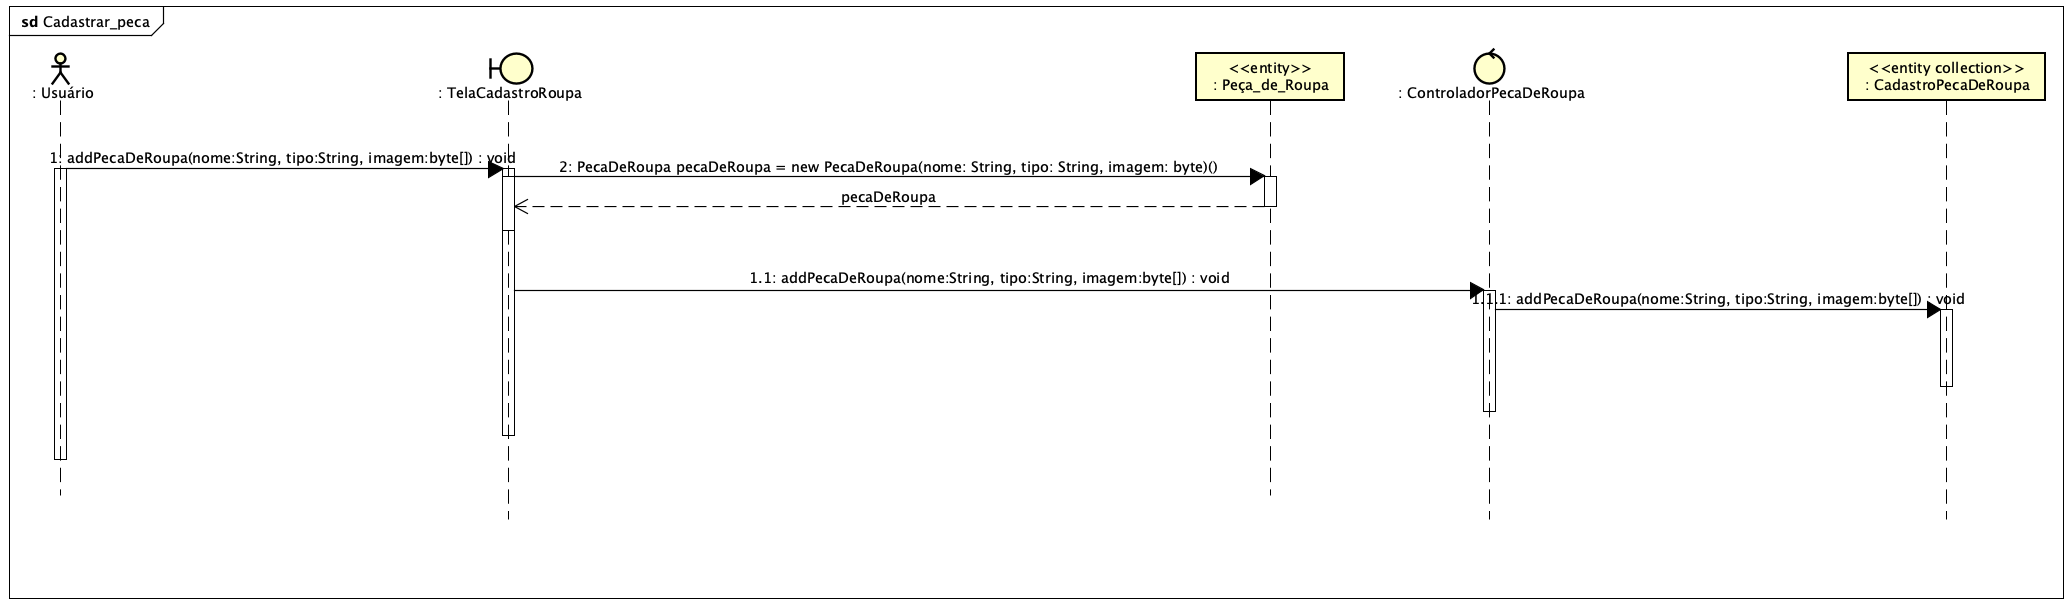 sd Cadastrar_peca
: Usuário
: TelaCadastroRoupa
<<entity>>
: Peça_de_Roupa
: ControladorPecaDeRoupa
<<entity collection>>
: CadastroPecaDeRoupa
1: addPecaDeRoupa(nome:String, tipo:String, imagem:byte[]) : void
2: PecaDeRoupa pecaDeRoupa = new PecaDeRoupa(nome: String, tipo: String, imagem: byte)()
pecaDeRoupa
1.1: addPecaDeRoupa(nome:String, tipo:String, imagem:byte[]) : void
1.1.1: addPecaDeRoupa(nome:String, tipo:String, imagem:byte[]) : void